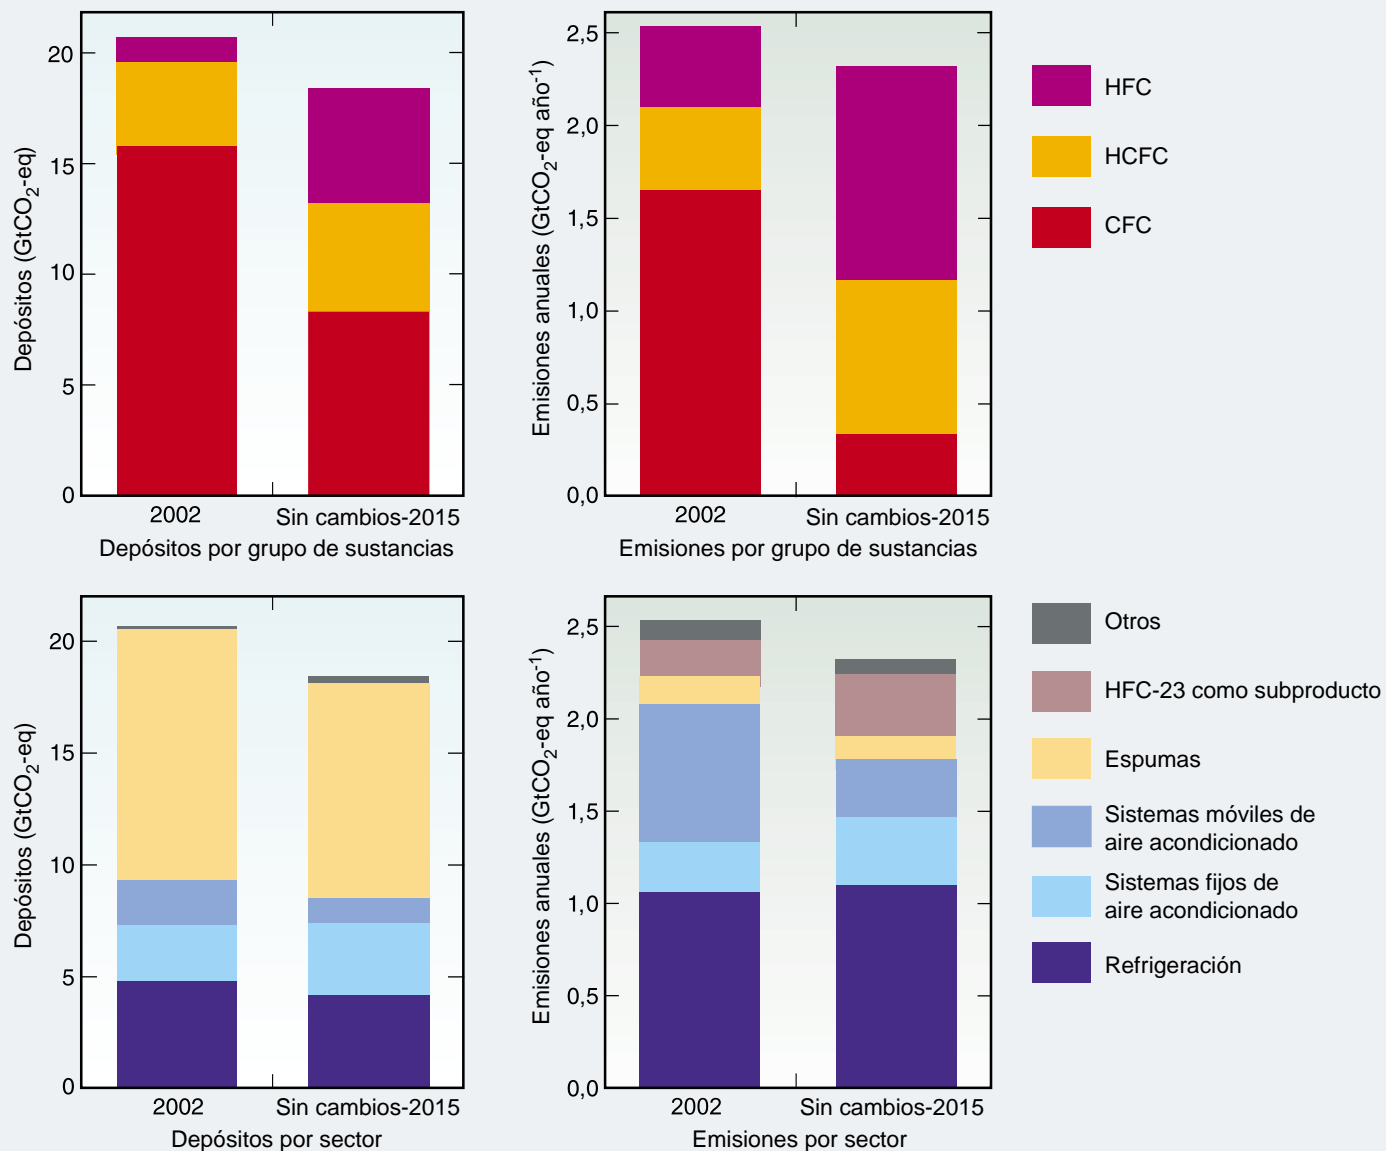 20
15
10
5
0
Depósitos (GtCO2-eq)
2002
Sin cambios-2015
Depósitos por grupo de sustancias
2,5
2,0
1,5
1,0
0,5
0,0
Emisiones anuales (GtCO2-eq año-1)
2002
Sin cambios-2015
Emisiones por grupo de sustancias
HFC
HCFC
CFC
20
15
10
5
0
Depósitos (GtCO2-eq)
2002
Sin cambios-2015
Depósitos por sector
2,5
2,0
1,5
1,0
0,5
0,0
Emisiones anuales (GtCO2-eq año-1)
2002
Sin cambios-2015
Emisiones por sector
Otros
HFC-23 como subproducto
Espumas
Sistemas móviles de
aire acondicionado
Sistemas fijos de
aire acondicionado
Refrigeración